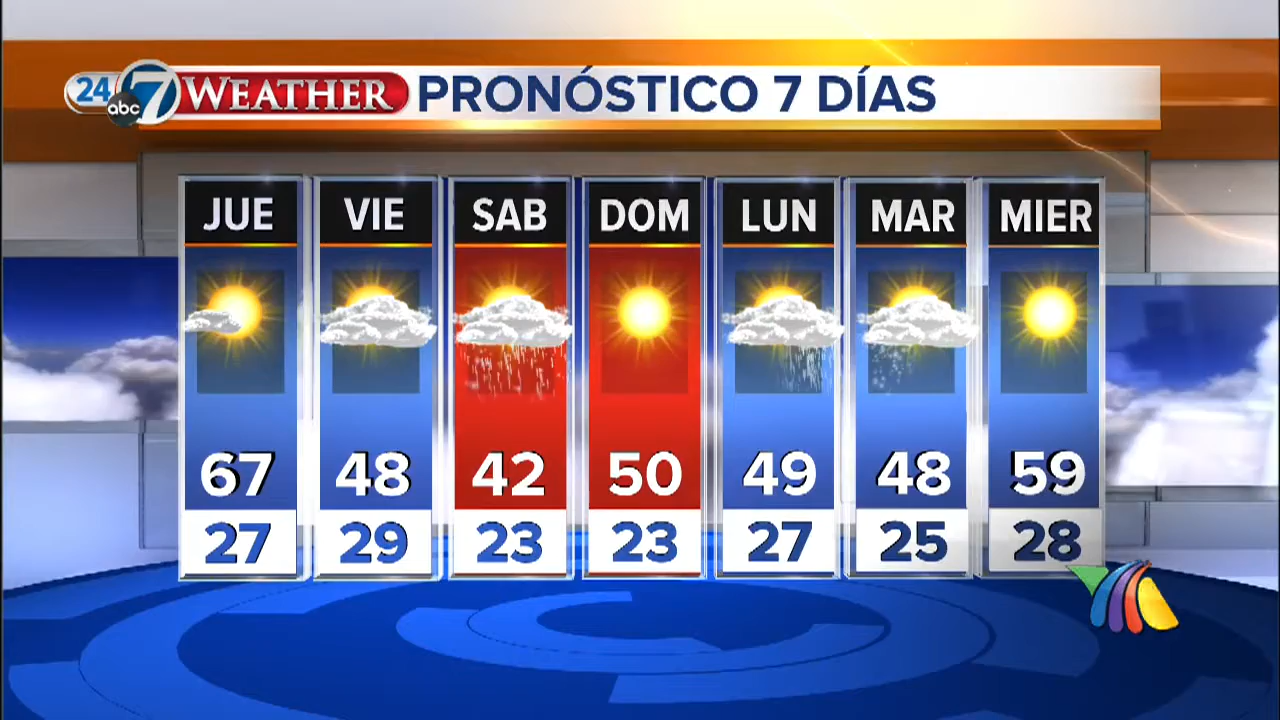 24 abc 7 WEATHER PRONÓSTICO 7 DÍAS
JUE VIE SAB DOM LUN MAR MIER
67 48 42 50 49 48 59
27 29 23 23 27 25 28